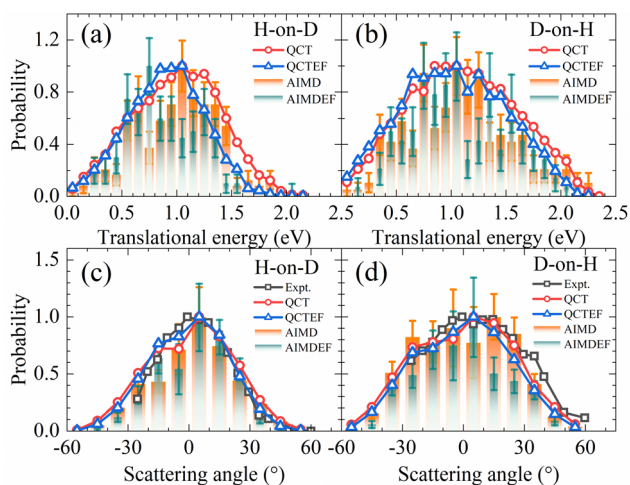 (a) H-on-D
QCT
QCTEF
AIMD
AIMDEF
(b) D-on-H
QCT
QCTEF
AIMD
AIMDEF
Probability
1.2
0.8
0.4
0.0
0.0 0.5 1.0 1.5 2.0 2.5 0.5 1.0 1.5 2.0 2.5
Translational energy (eV) Translational energy (eV)
(c) H-on-D
Expt.
QCT
QCTEF
AIMD
AIMDEF
(d) D-on-H
Expt.
QCT
QCTEF
AIMD
AIMDEF
Probability
1.5
1.0
0.5
0.0
-60 -30 0 30 60 -30 0 30 60
Scattering angle (°) Scattering angle (°)